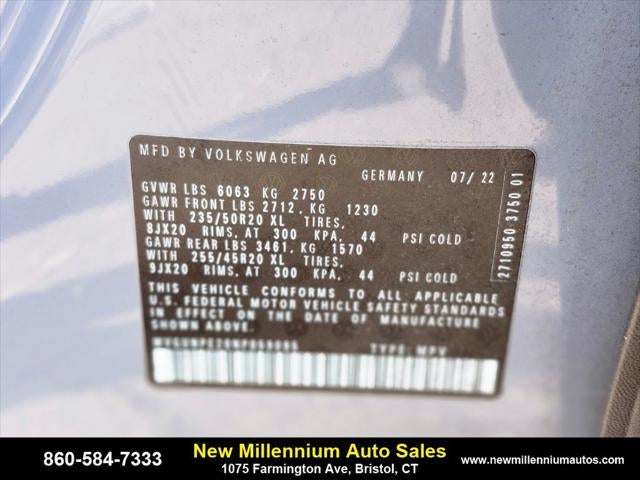 MFD BY VOLKSWAGEN AG
GERMANY 07/ 22
GVWR LBS 6063 KG 2750
GAWR FRONT LBS 2712, KG 1230
WITH 235/50R20 XL TIRES,
8JX20 RIMS, AT 300 KPA, 44 PSI COLD
GAWR REAR LBS 3461, KG 1570
WITH 255/45R20 XL TIRES,
9JX20 RIMS, AT 300 KPA, 44 PSI COLD
THIS VEHICLE CONFORMS TO ALL APPLICABLE
U.S. FEDERAL MOTOR VEHICLE SAFETY STANDARDS
IN EFFECT ON THE DATE OF MANUFACTURE
SHOWN ABOVE.
TYPE: MPV
2710950 3750 01
860-584-7333
New Millennium Auto Sales
1075 Farmington Ave, Bristol, CT
www.newmillenniumautos.com